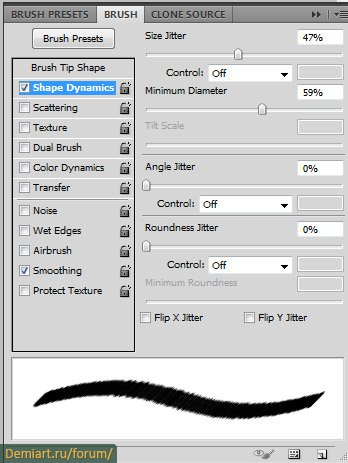 BRUSH PRESETS BRUSH CLONE SOURCE
Brush Presets
Brush Tip Shape
Shape Dynamics
Scattering
Texture
Dual Brush
Color Dynamics
Transfer
Noise
Wet Edges
Airbrush
Smoothing
Protect Texture
Size Jitter 47%
Control: Off
Minimum Diameter 59%
Tilt Scale
Angle Jitter 0%
Control: Off
Roundness Jitter 0%
Control: Off
Minimum Roundness
Flip X Jitter Flip Y Jitter
Demiart.ru/forum/